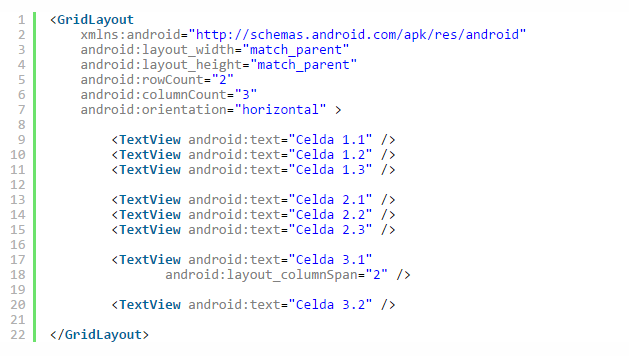 1 <GridLayout
2 xmlns:android="http://schemas.android.com/apk/res/android"
3 android:layout_width="match_parent"
4 android:layout_height="match_parent"
5 android:rowCount="2"
6 android:columnCount="3"
7 android:orientation="horizontal" >
8
9 <TextView android:text="Celda 1.1" />
10 <TextView android:text="Celda 1.2" />
11 <TextView android:text="Celda 1.3" />
12
13 <TextView android:text="Celda 2.1" />
14 <TextView android:text="Celda 2.2" />
15 <TextView android:text="Celda 2.3" />
16
17 <TextView android:text="Celda 3.1"
18 android:layout_columnSpan="2" />
19
20 <TextView android:text="Celda 3.2" />
21
22 </GridLayout>